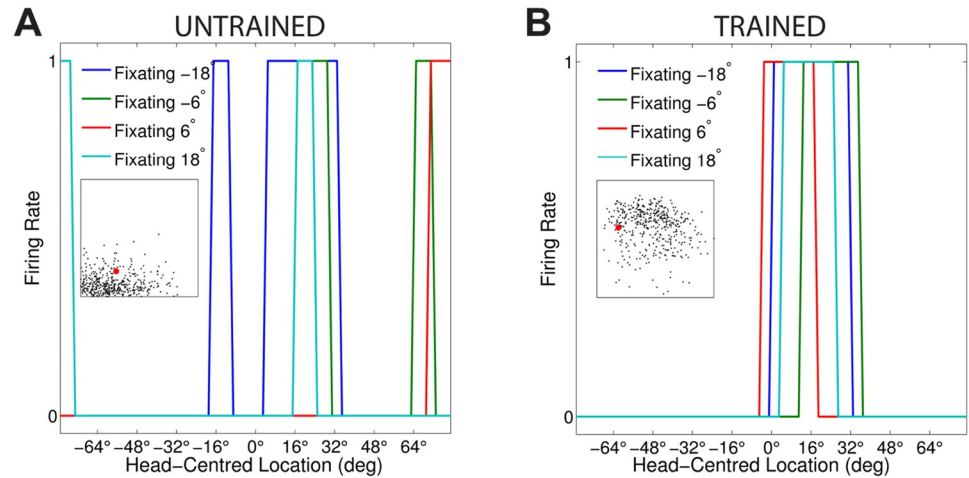 A
UNTRAINED
1
Fixating −18°
Fixating −6°
Fixating 6°
Fixating 18°
Firing Rate
0
−64° −48° −32° −16° 0° 16° 32° 48° 64°
Head−Centred Location (deg)
B
TRAINED
1
Fixating −18°
Fixating −6°
Fixating 6°
Fixating 18°
Firing Rate
0
−64° −48° −32° −16° 0° 16° 32° 48° 64°
Head−Centred Location (deg)